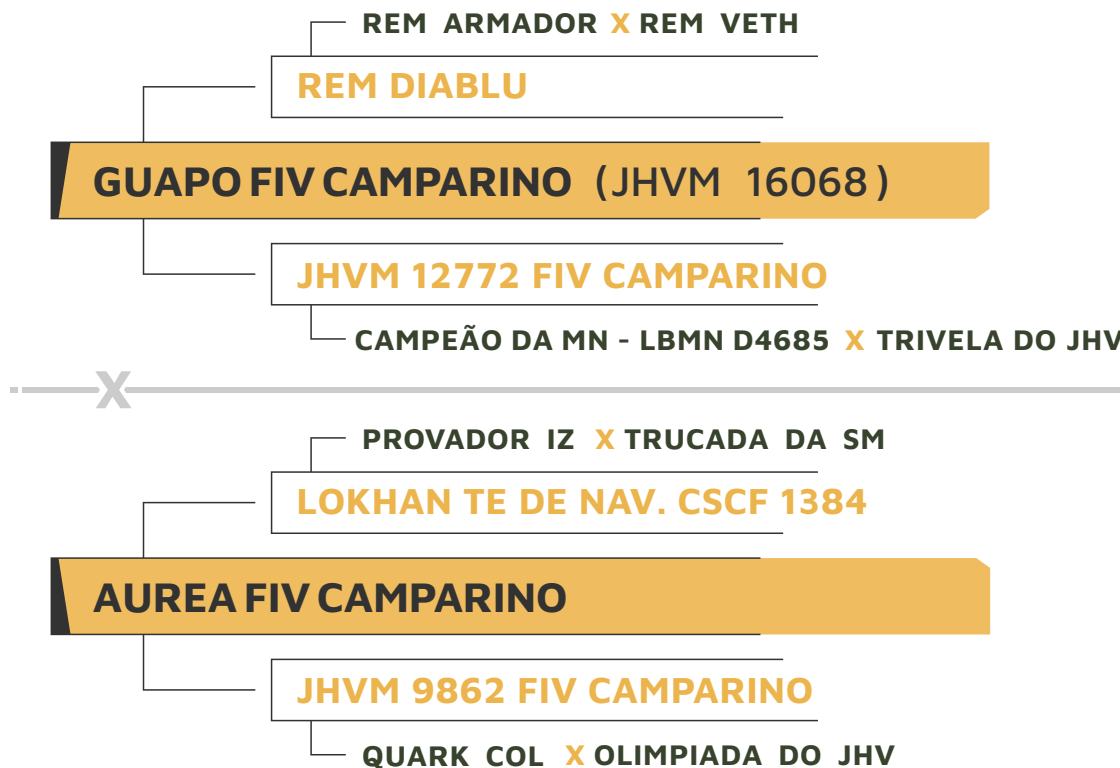 REM ARMADOR X REM VETH
REM DIABLU
GUAPO FIV CAMPARINO (JHVM 16068)
JHVM 12772 FIV CAMPARINO
CAMPEÃO DA MN - LBMN D4685 X TRIVELA DO JHV
X
PROVADOR IZ X TRUCADA DA SM
LOKHAN TE DE NAV. CSCF 1384
AUREA FIV CAMPARINO
JHVM 9862 FIV CAMPARINO
QUARK COL X OLIMPIADA DO JHV